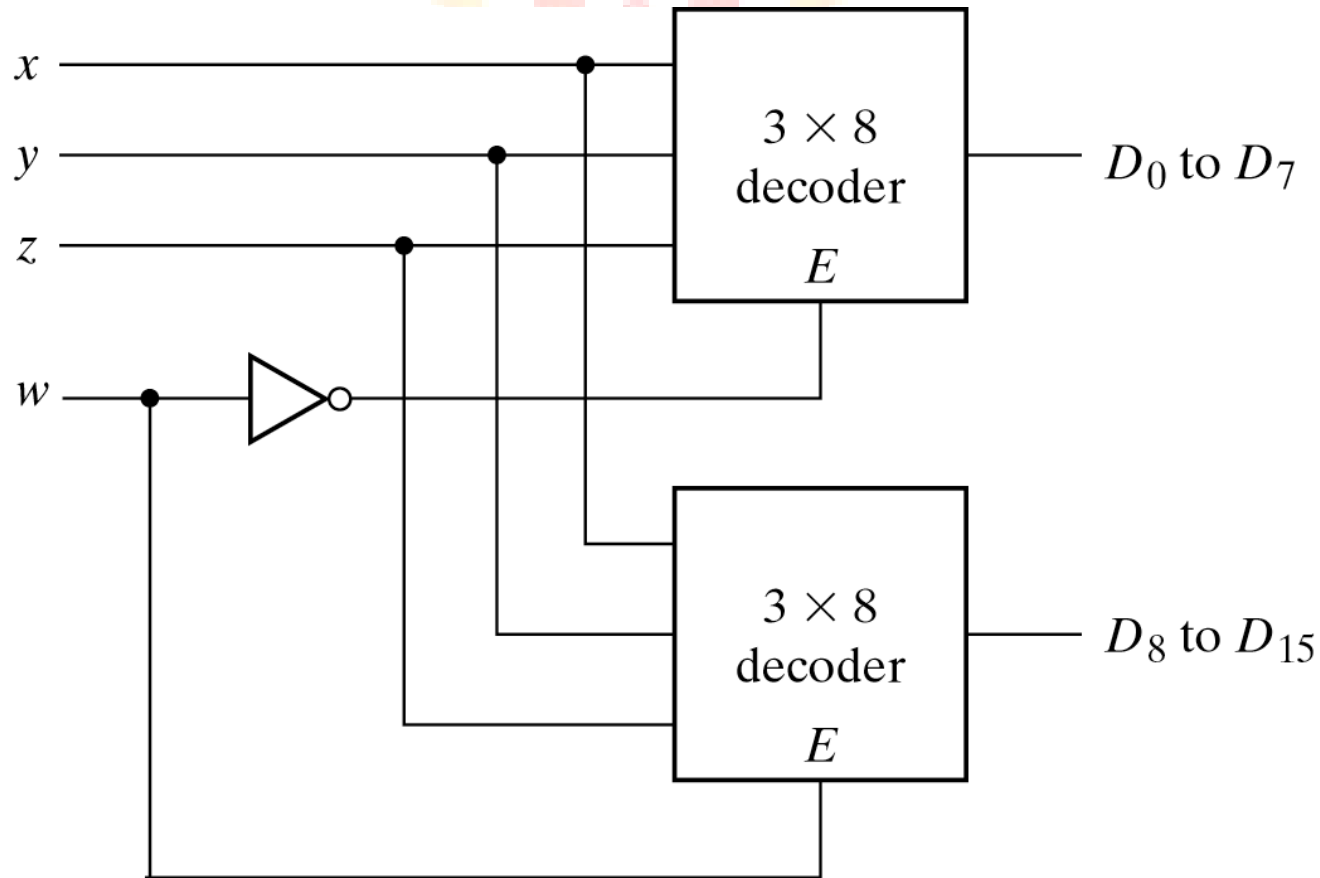 x
y
z
w
3 × 8
decoder
E
D₀ to D₇
3 × 8
decoder
E
D₈ to D₁₅